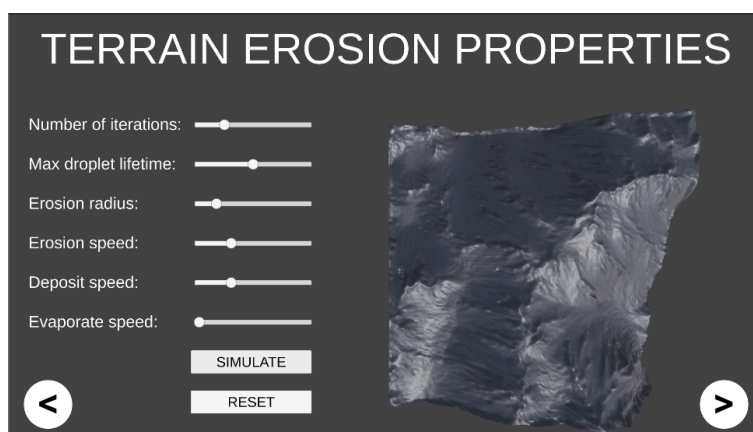 TERRAIN EROSION PROPERTIES
Number of iterations:
Max droplet lifetime:
Erosion radius:
Erosion speed:
Deposit speed:
Evaporate speed:
SIMULATE
RESET
< >